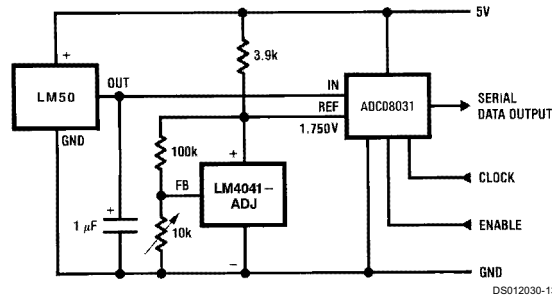 5V
+
3.9k
LM50
OUT
IN
ADC08031
SERIAL
DATA OUTPUT
REF
1.750V
GND
100k
+
LM4041–
ADJ
FB
CLOCK
+
1 μF
10k
ENABLE
–
GND
DS012030-1